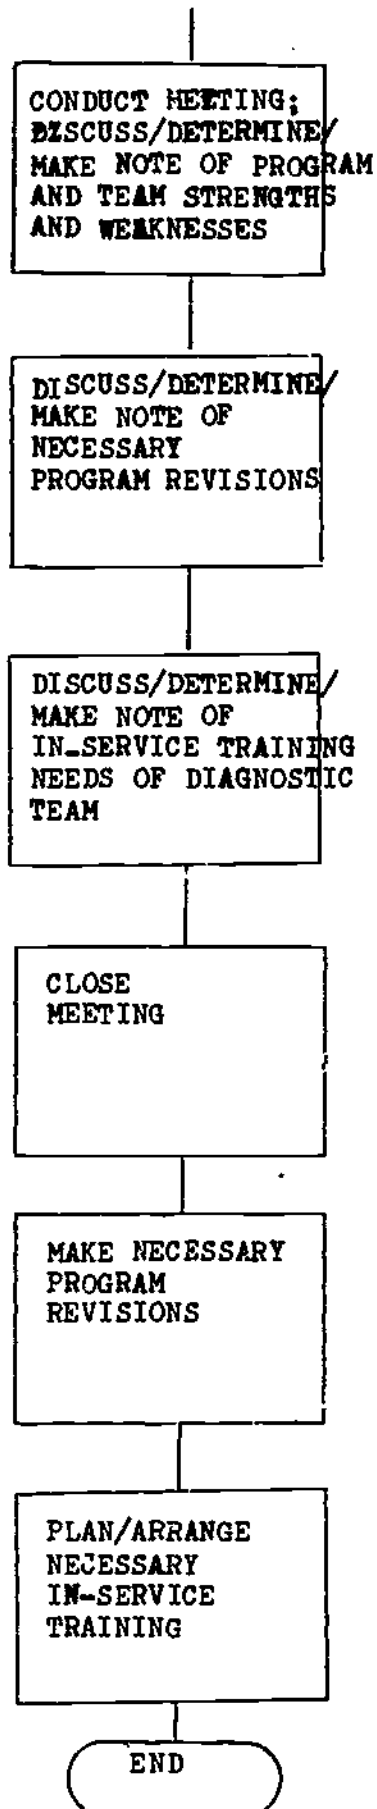 CONDUCT MEETING;
DISCUSS/DETERMINE/
MAKE NOTE OF PROGRAM
AND TEAM STRENGTHS
AND WEAKNESSES
DISCUSS/DETERMINE/
MAKE NOTE OF
NECESSARY
PROGRAM REVISIONS
DISCUSS/DETERMINE/
MAKE NOTE OF
IN-SERVICE TRAINING
NEEDS OF DIAGNOSTIC
TEAM
CLOSE
MEETING
MAKE NECESSARY
PROGRAM
REVISIONS
PLAN/ARRANGE
NECESSARY
IN-SERVICE
TRAINING
END